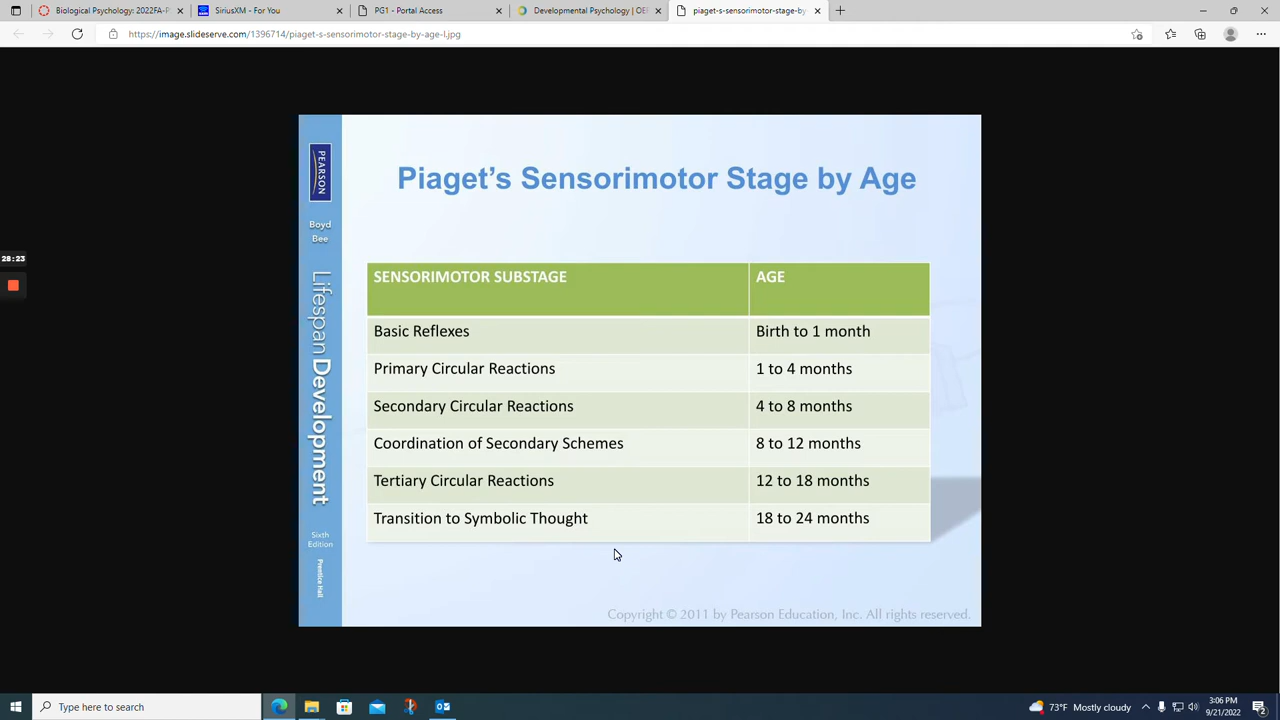 Biological Psychology: 2022FA-P
SiriusXM - For You
PG1 - Portal Access
Developmental Psychology | OER
piaget-s-sensorimotor-stage-by-
https://image.slideserve.com/1396714/piaget-s-sensorimotor-stage-by-age-l.jpg
PEARSON
Boyd
Bee
Lifespan Development
Sixth
Edition
Prentice Hall
Piaget's Sensorimotor Stage by Age
SENSORIMOTOR SUBSTAGE AGE
Basic Reflexes Birth to 1 month
Primary Circular Reactions 1 to 4 months
Secondary Circular Reactions 4 to 8 months
Coordination of Secondary Schemes 8 to 12 months
Tertiary Circular Reactions 12 to 18 months
Transition to Symbolic Thought 18 to 24 months
Copyright © 2011 by Pearson Education, Inc. All rights reserved.
28:23
Type here to search
73°F Mostly cloudy
3:06 PM
9/21/2022
2